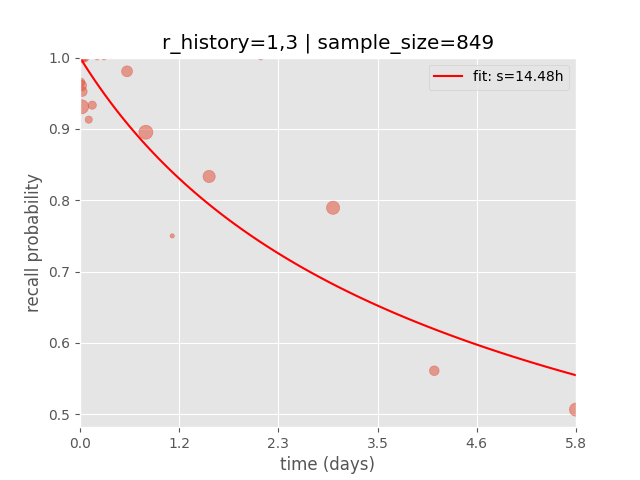 r_history=1,3 | sample_size=849
fit: s=14.48h
recall probability
1.0
0.9
0.8
0.7
0.6
0.5
0.0 1.2 2.3 3.5 4.6 5.8
time (days)